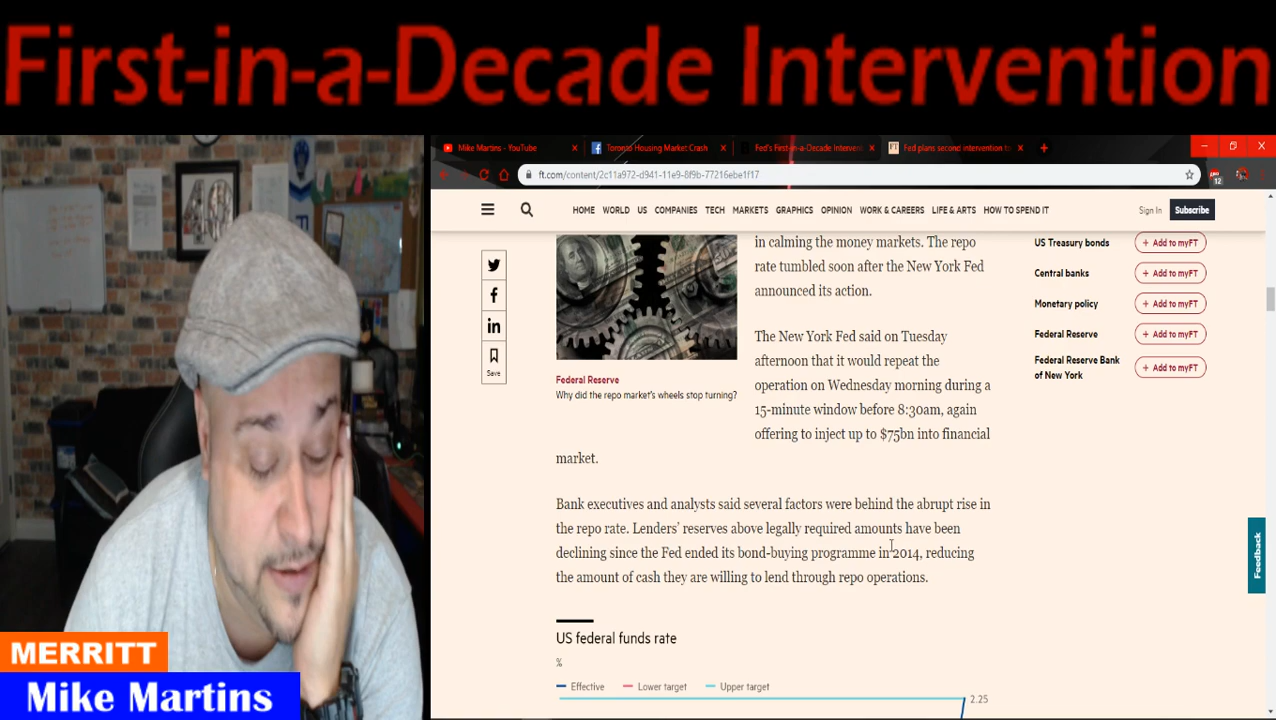 First-in-a-Decade Intervention
Mike Martins - YouTube
Toronto Housing Market Crash
Fed's First-in-a-Decade Interven
Fed plans second intervention to
ft.com/content/2c11a972-d941-11e9-8f9b-77216ebe1f17
12
HOME WORLD US COMPANIES TECH MARKETS GRAPHICS OPINION WORK & CAREERS LIFE & ARTS HOW TO SPEND IT
Sign In Subscribe
in calming the money markets. The repo
rate tumbled soon after the New York Fed
announced its action.
The New York Fed said on Tuesday
afternoon that it would repeat the
operation on Wednesday morning during a
15-minute window before 8:30am, again
offering to inject up to $75bn into financial
market.
Save
Federal Reserve
Why did the repo market's wheels stop turning?
Bank executives and analysts said several factors were behind the abrupt rise in
the repo rate. Lenders' reserves above legally required amounts have been
declining since the Fed ended its bond-buying programme in 2014, reducing
the amount of cash they are willing to lend through repo operations.
US federal funds rate
%
Effective Lower target Upper target
2.25
US Treasury bonds + Add to myFT
Central banks + Add to myFT
Monetary policy + Add to myFT
Federal Reserve + Add to myFT
Federal Reserve Bank
of New York + Add to myFT
Feedback
MERRITT
Mike Martins